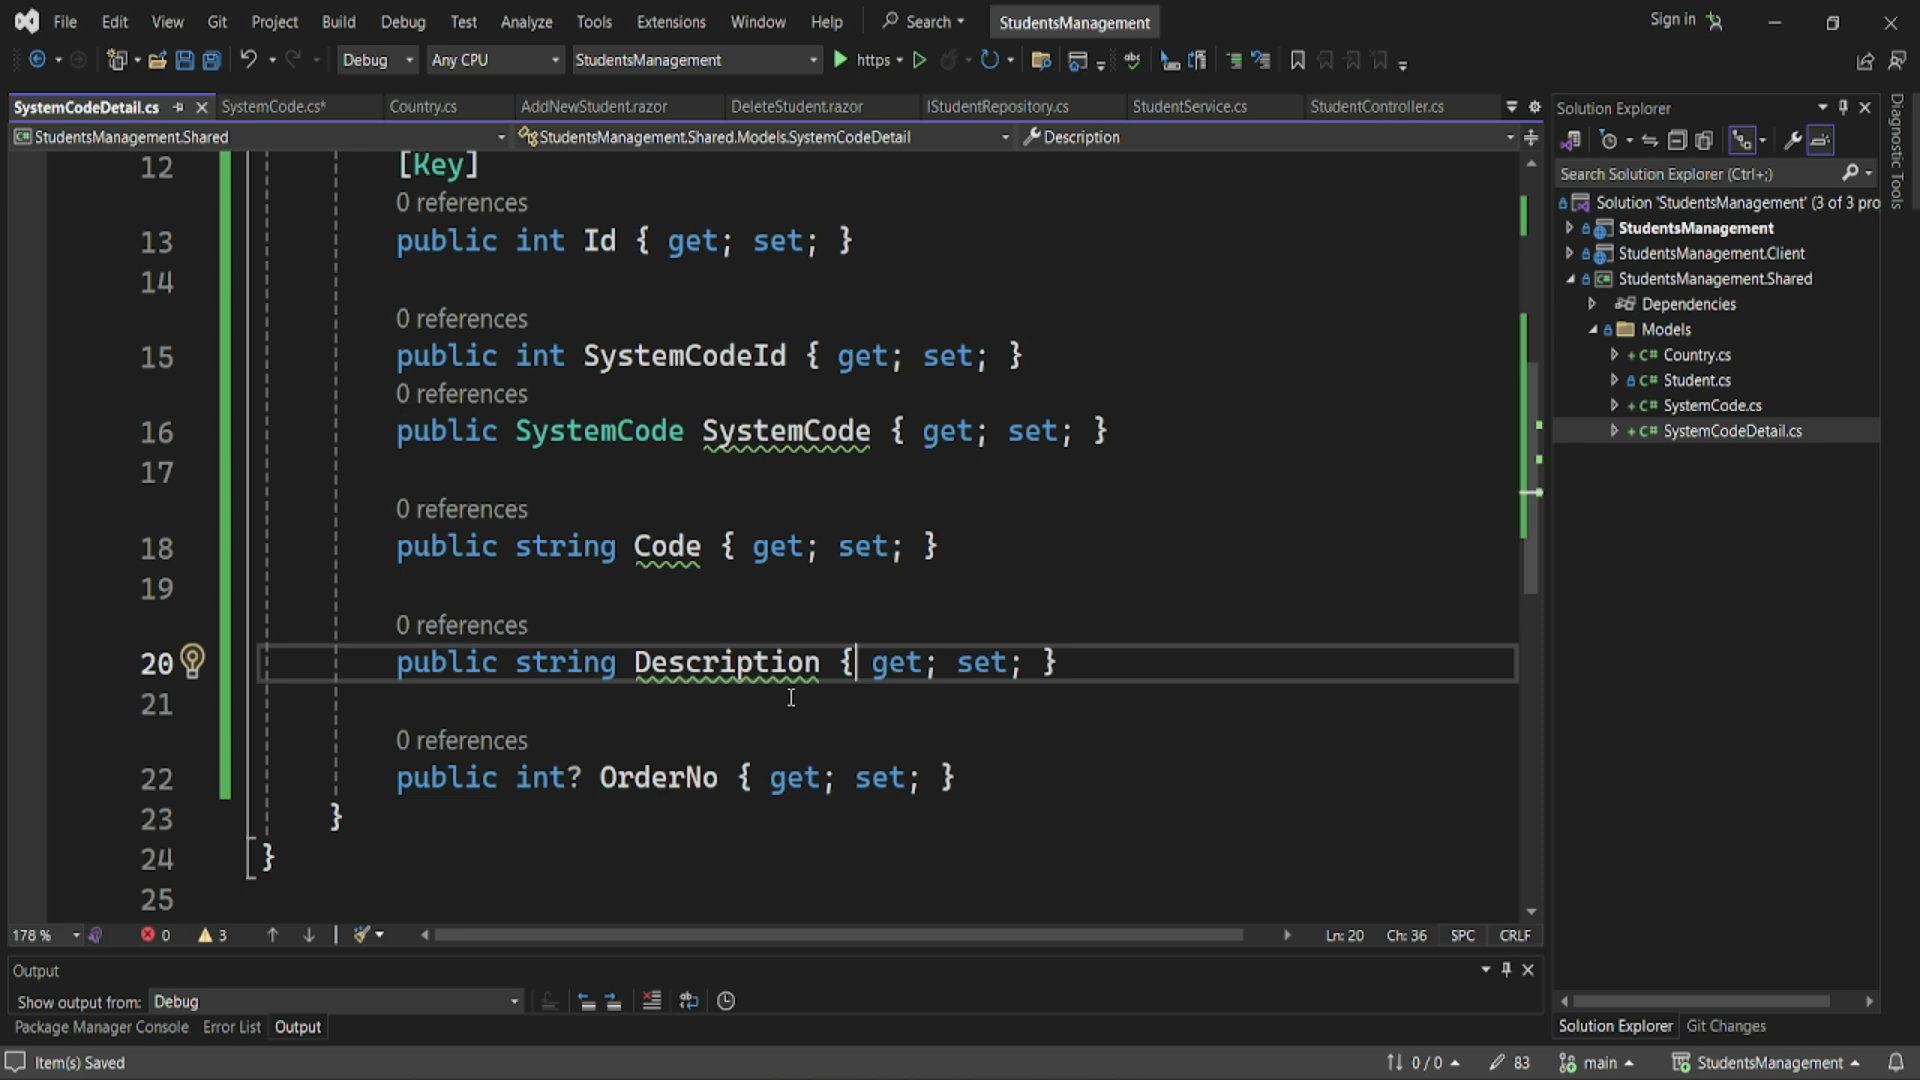 File Edit View Git Project Build Debug Test Analyze Tools Extensions Window Help Search StudentsManagement Sign in
Debug Any CPU StudentsManagement https
SystemCodeDetail.cs SystemCode.cs* Country.cs AddNewStudent.razor DeleteStudent.razor IStudentRepository.cs StudentService.cs StudentController.cs
StudentsManagement.Shared StudentsManagement.Shared.Models.SystemCodeDetail Description
12 [Key]
0 references
13 public int Id { get; set; }
14
0 references
15 public int SystemCodeId { get; set; }
0 references
16 public SystemCode SystemCode { get; set; }
17
0 references
18 public string Code { get; set; }
19
0 references
20 public string Description { get; set; }
21
0 references
22 public int? OrderNo { get; set; }
23 }
24 }
25
178 % 0 3 Ln: 20 Ch: 36 SPC CRLF
Output
Show output from: Debug
Package Manager Console Error List Output
Solution Explorer
Search Solution Explorer (Ctrl+;)
Solution 'StudentsManagement' (3 of 3 pro
StudentsManagement
StudentsManagement.Client
C# StudentsManagement.Shared
Dependencies
Models
+ C# Country.cs
C# Student.cs
+ C# SystemCode.cs
+ C# SystemCodeDetail.cs
Solution Explorer Git Changes
Diagnostic Tools
Item(s) Saved 0 / 0 83 main StudentsManagement